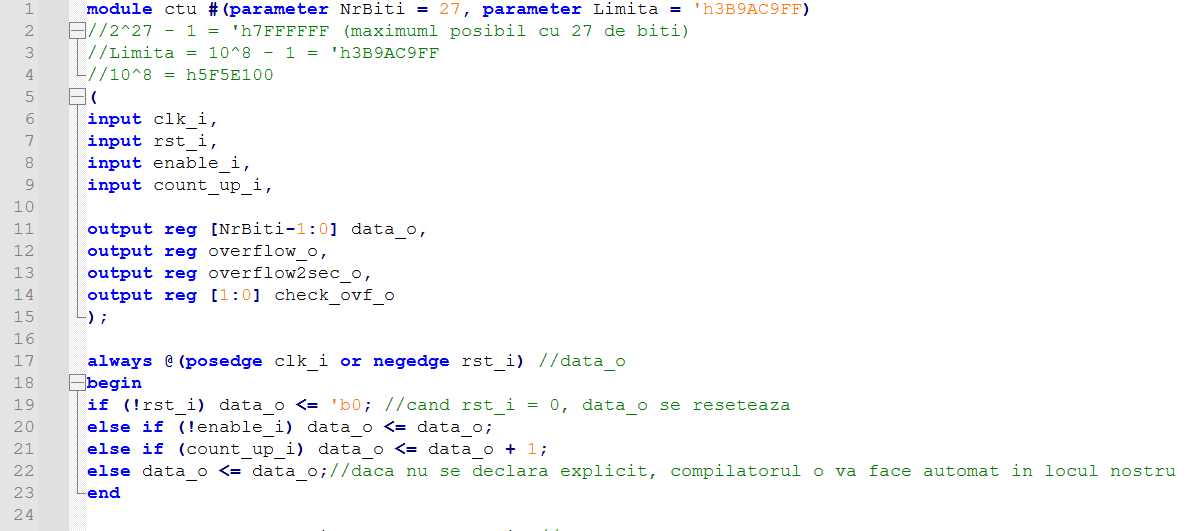 1 module ctu #(parameter NrBiti = 27, parameter Limita = 'h3B9AC9FF)
2 //2^27 - 1 = 'h7FFFFFF (maximuml posibil cu 27 de biti)
3 //Limita = 10^8 - 1 = 'h3B9AC9FF
4 //10^8 = h5F5E100
5 (
6 input clk_i,
7 input rst_i,
8 input enable_i,
9 input count_up_i,
10
11 output reg [NrBiti-1:0] data_o,
12 output reg overflow_o,
13 output reg overflow2sec_o,
14 output reg [1:0] check_ovf_o
15 );
16
17 always @(posedge clk_i or negedge rst_i) //data_o
18 begin
19 if (!rst_i) data_o <= 'b0; //cand rst_i = 0, data_o se reseteaza
20 else if (!enable_i) data_o <= data_o;
21 else if (count_up_i) data_o <= data_o + 1;
22 else data_o <= data_o;//daca nu se declara explicit, compilatorul o va face automat in locul nostru
23 end
24